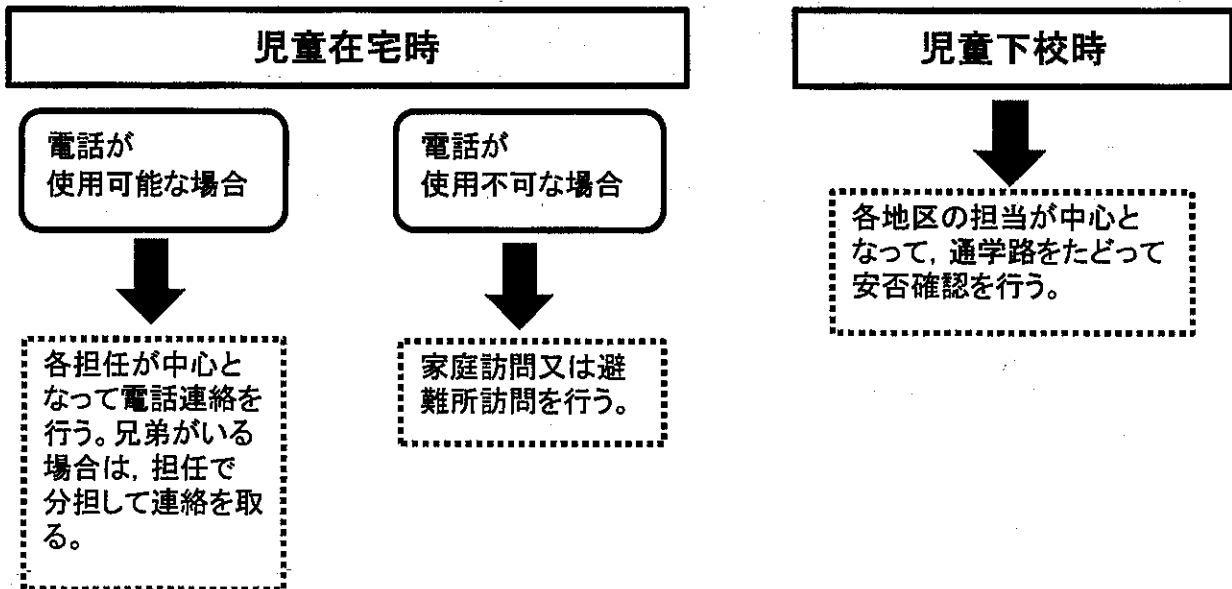 児童在宅時
児童下校時
電話が
使用可能な場合
電話が
使用不可な場合
各担任が中心と
なって電話連絡を
行う。兄弟がいる
場合は，担任で
分担して連絡を取
る。
家庭訪問又は避
難所訪問を行う。
各地区の担当が中心と
なって，通学路をたどって
安否確認を行う。